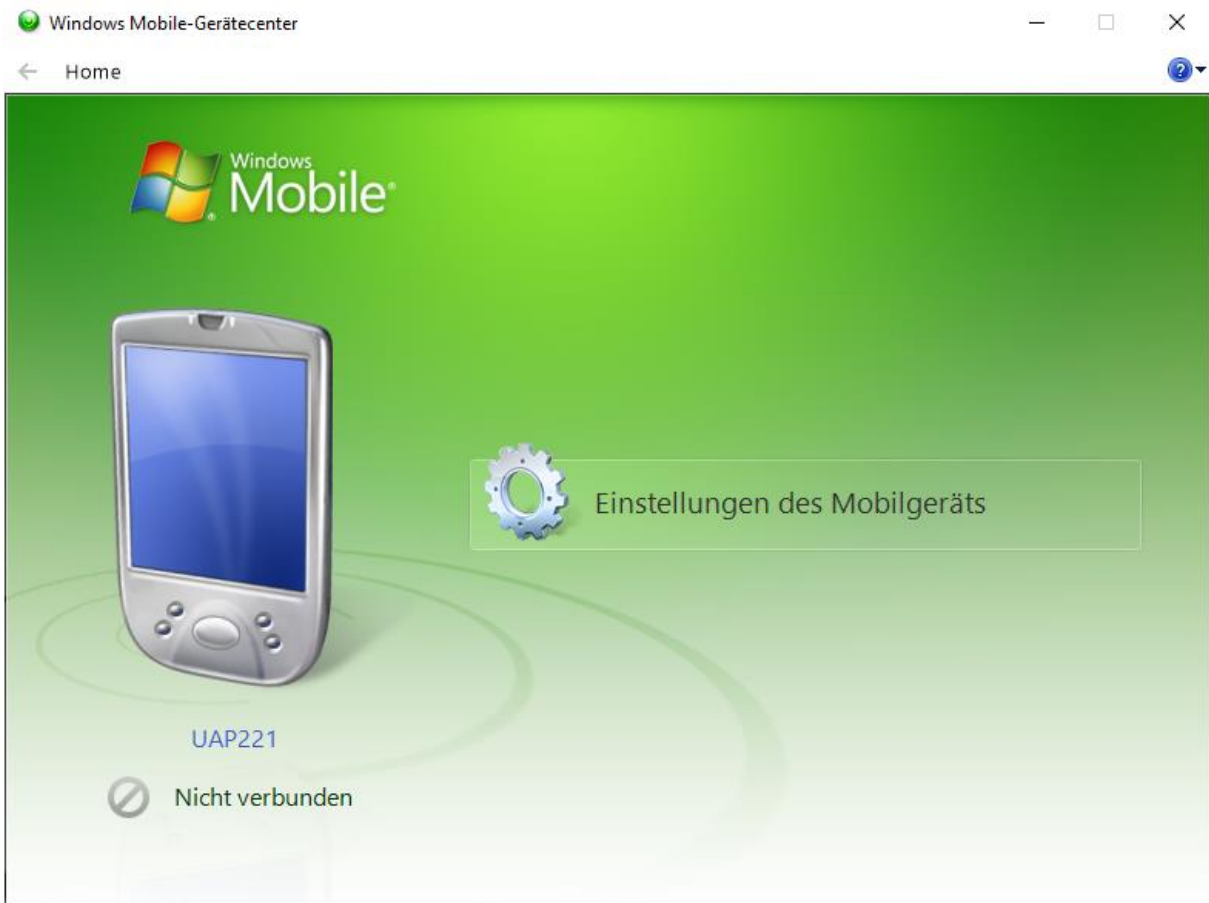 Windows Mobile-Gerätecenter
Home
Windows
Mobile®
Einstellungen des Mobilgeräts
UAP221
Nicht verbunden